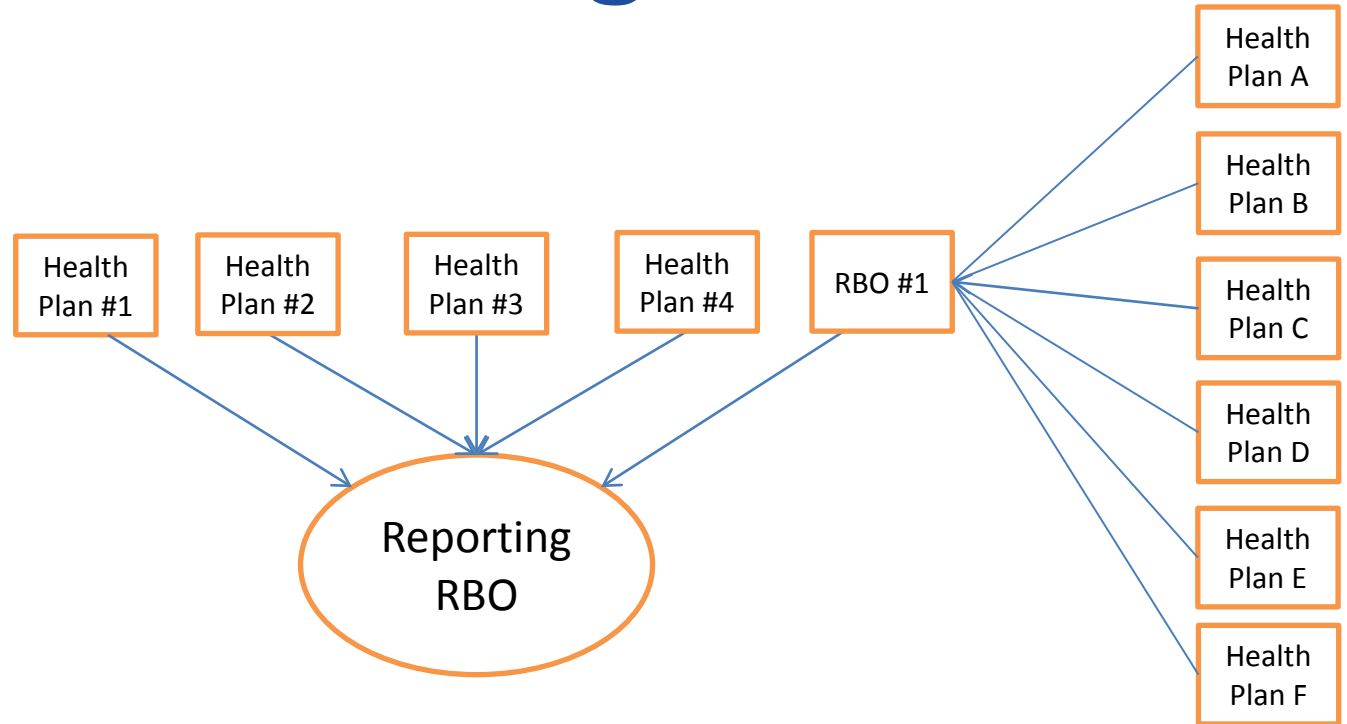 Health
Plan A
Health
Plan B
Health
Plan #1
Health
Plan #2
Health
Plan #3
Health
Plan #4
RBO #1
Health
Plan C
Health
Plan D
Reporting
RBO
Health
Plan E
Health
Plan F